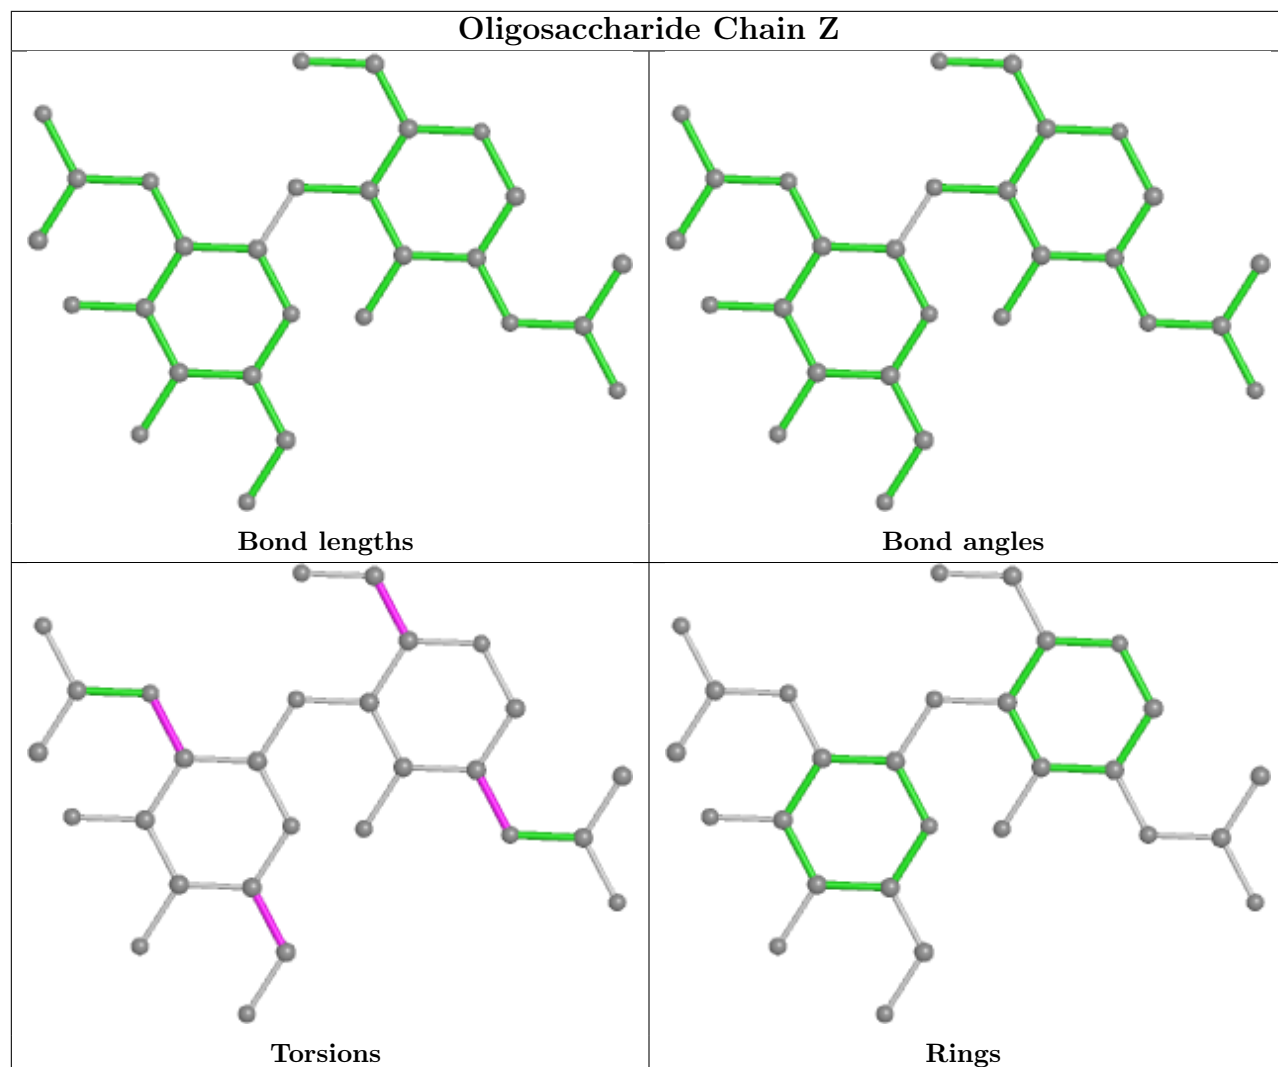 Oligosaccharide Chain Z
Bond lengths
Bond angles
Torsions
Rings